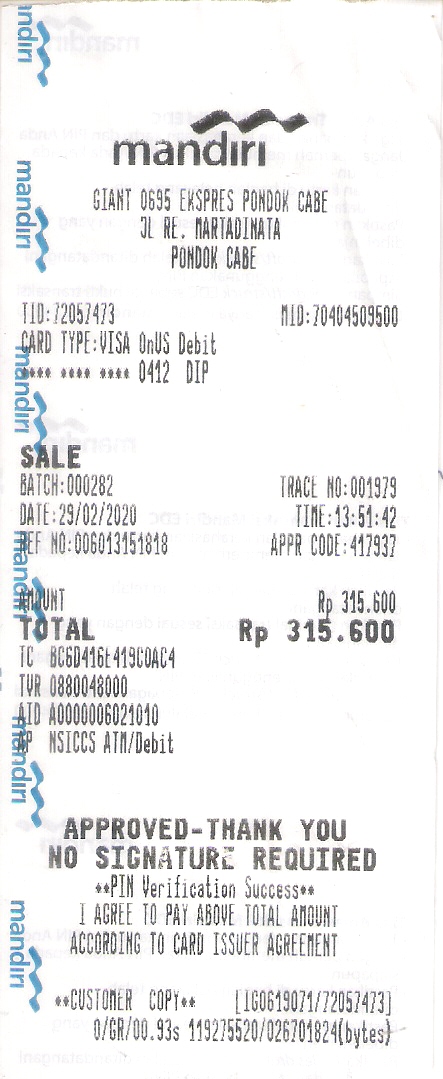 mandiri
GIANT 0695 EKSPRES PONDOK CABE
Jl RE. MARTADINATA
PONDOK CABE
TID:72057473 MID:70404509500
CARD TYPE:VISA OnUS Debit
**** **** **** 0412 DIP
SALE
BATCH:000282 TRACE NO:001979
DATE:29/02/2020 TIME:13:51:42
REF NO:006013151818 APPR CODE:417937
AMOUNT Rp 315.600
TOTAL Rp 315.600
TC BC6D416E419C0AC4
TVR 0880048000
AID A0000006021010
AP NSICCS ATM/Debit
APPROVED-THANK YOU
NO SIGNATURE REQUIRED
**PIN Verification Success**
I AGREE TO PAY ABOVE TOTAL AMOUNT
ACCORDING TO CARD ISSUER AGREEMENT
**CUSTOMER COPY** [IG0619071/72057473]
0/GR/00.93s 119275520/026701824(bytes)
ndiri
mandiri
mandiri
mandiri
mandiri
mandiri